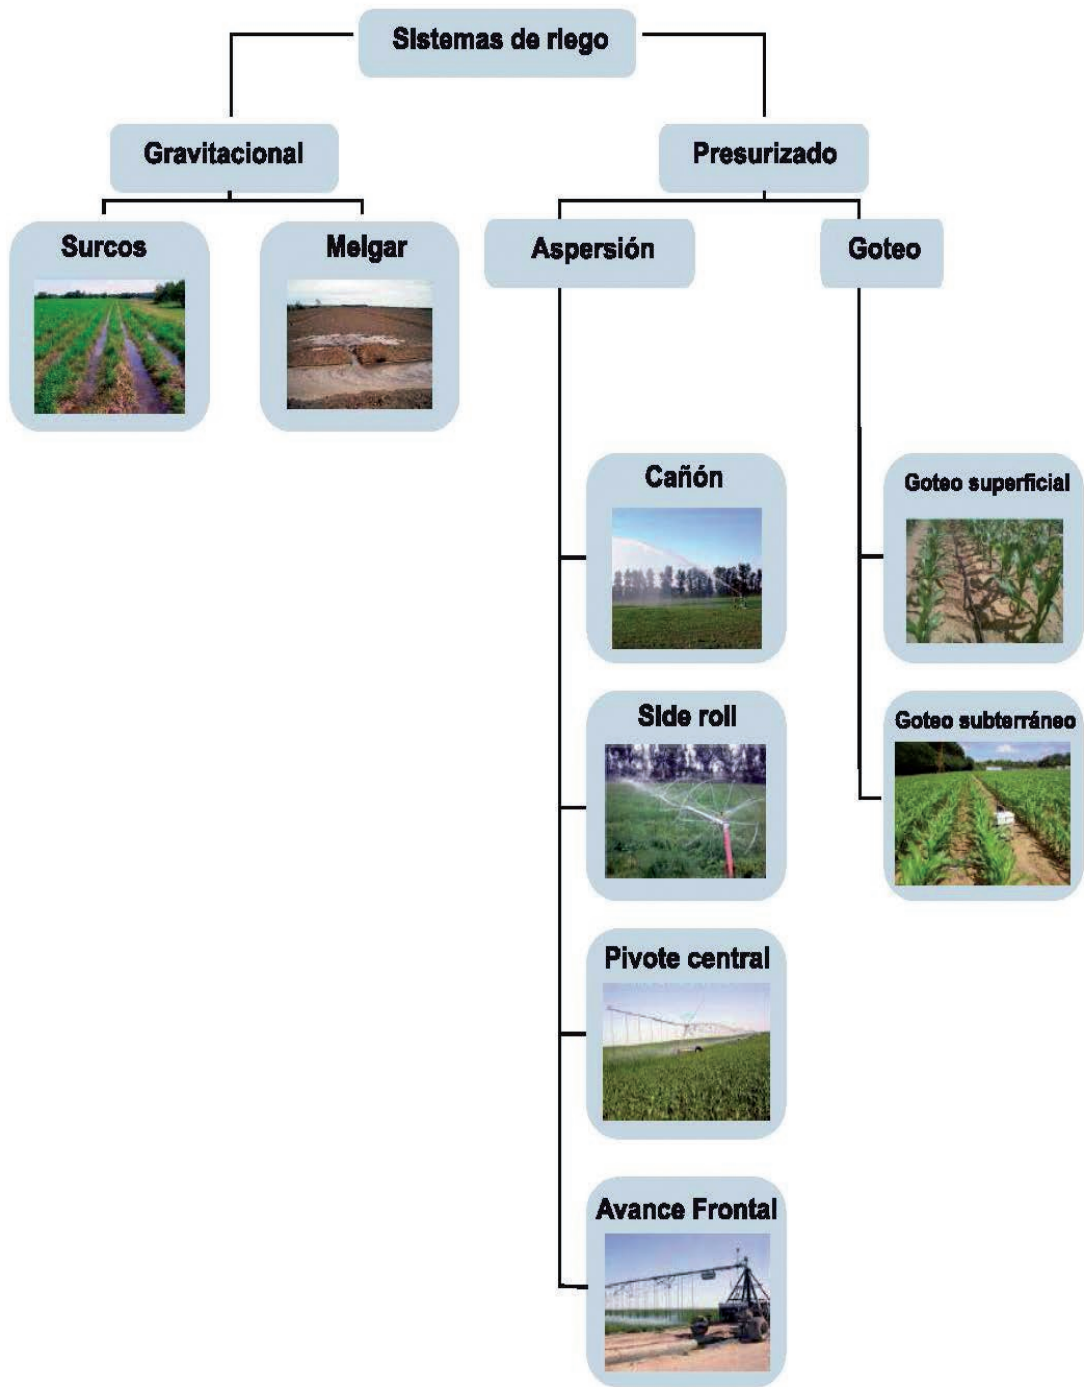 Sistemas de riego
Gravitacional
Presurizado
Surcos
Melgar
Aspersión
Goteo
Cañón
Goteo superficial
Side roll
Goteo subterráneo
Pivote central
Avance Frontal